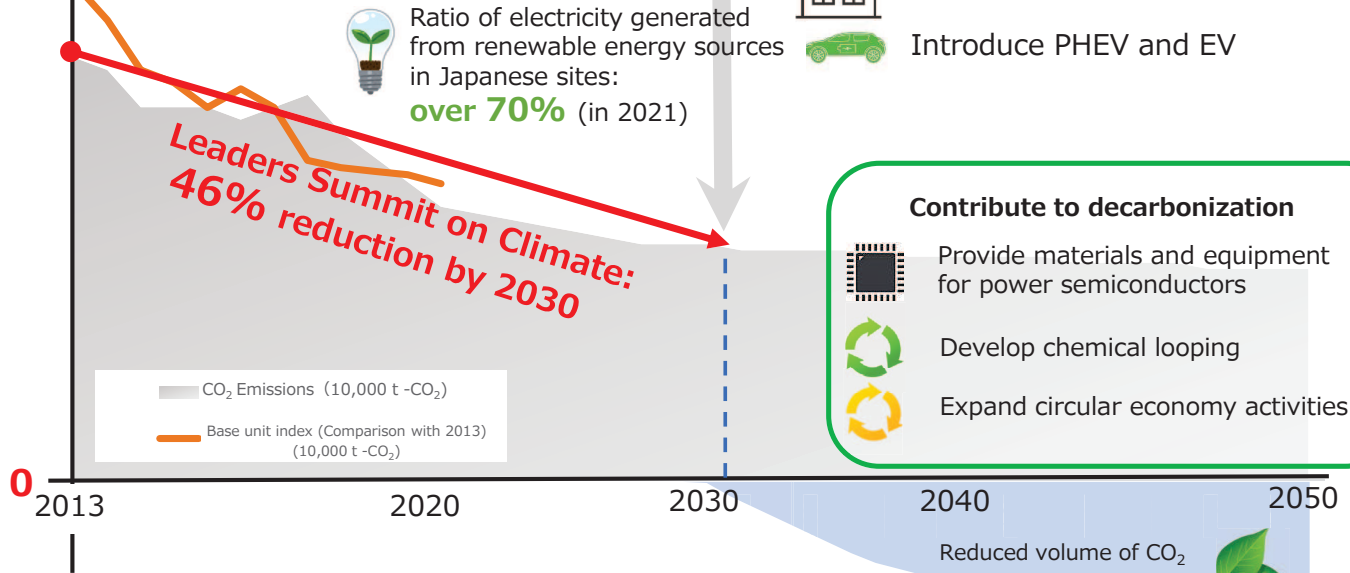 Ratio of electricity generated
from renewable energy sources
in Japanese sites:
over 70% (in 2021)
Introduce PHEV and EV
Leaders Summit on Climate:
46% reduction by 2030
Contribute to decarbonization
Provide materials and equipment
for power semiconductors
Develop chemical looping
Expand circular economy activities
CO₂ Emissions (10,000 t -CO₂)
Base unit index (Comparison with 2013)
(10,000 t -CO₂)
0
2013
2020
2030
2040
2050
Reduced volume of CO₂